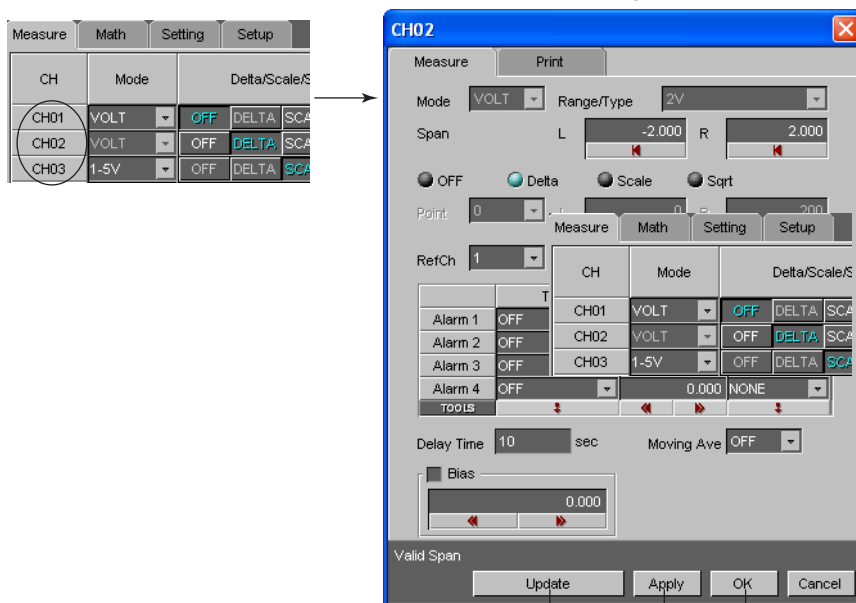 Measure Math Setting Setup
CH Mode Delta/Scale/S
CH01 VOLT OFF DELTA SCA
CH02 VOLT OFF DELTA SCA
CH03 1-5V OFF DELTA SCA
CH02
Measure Print
Mode VOLT Range/Type 2V
Span L -2.000 R 2.000
OFF Delta Scale Sqrt
Point 0 0 200
RefCh 1
Measure Math Setting Setup
CH Mode Delta/Scale/S
CH01 VOLT OFF DELTA SCA
CH02 VOLT OFF DELTA SCA
CH03 1-5V OFF DELTA SCA
T
Alarm 1 OFF
Alarm 2 OFF
Alarm 3 OFF
Alarm 4 OFF 0.000 NONE
TOOLS
Delay Time 10 sec Moving Ave OFF
Bias
0.000
Valid Span
Update Apply OK Cancel